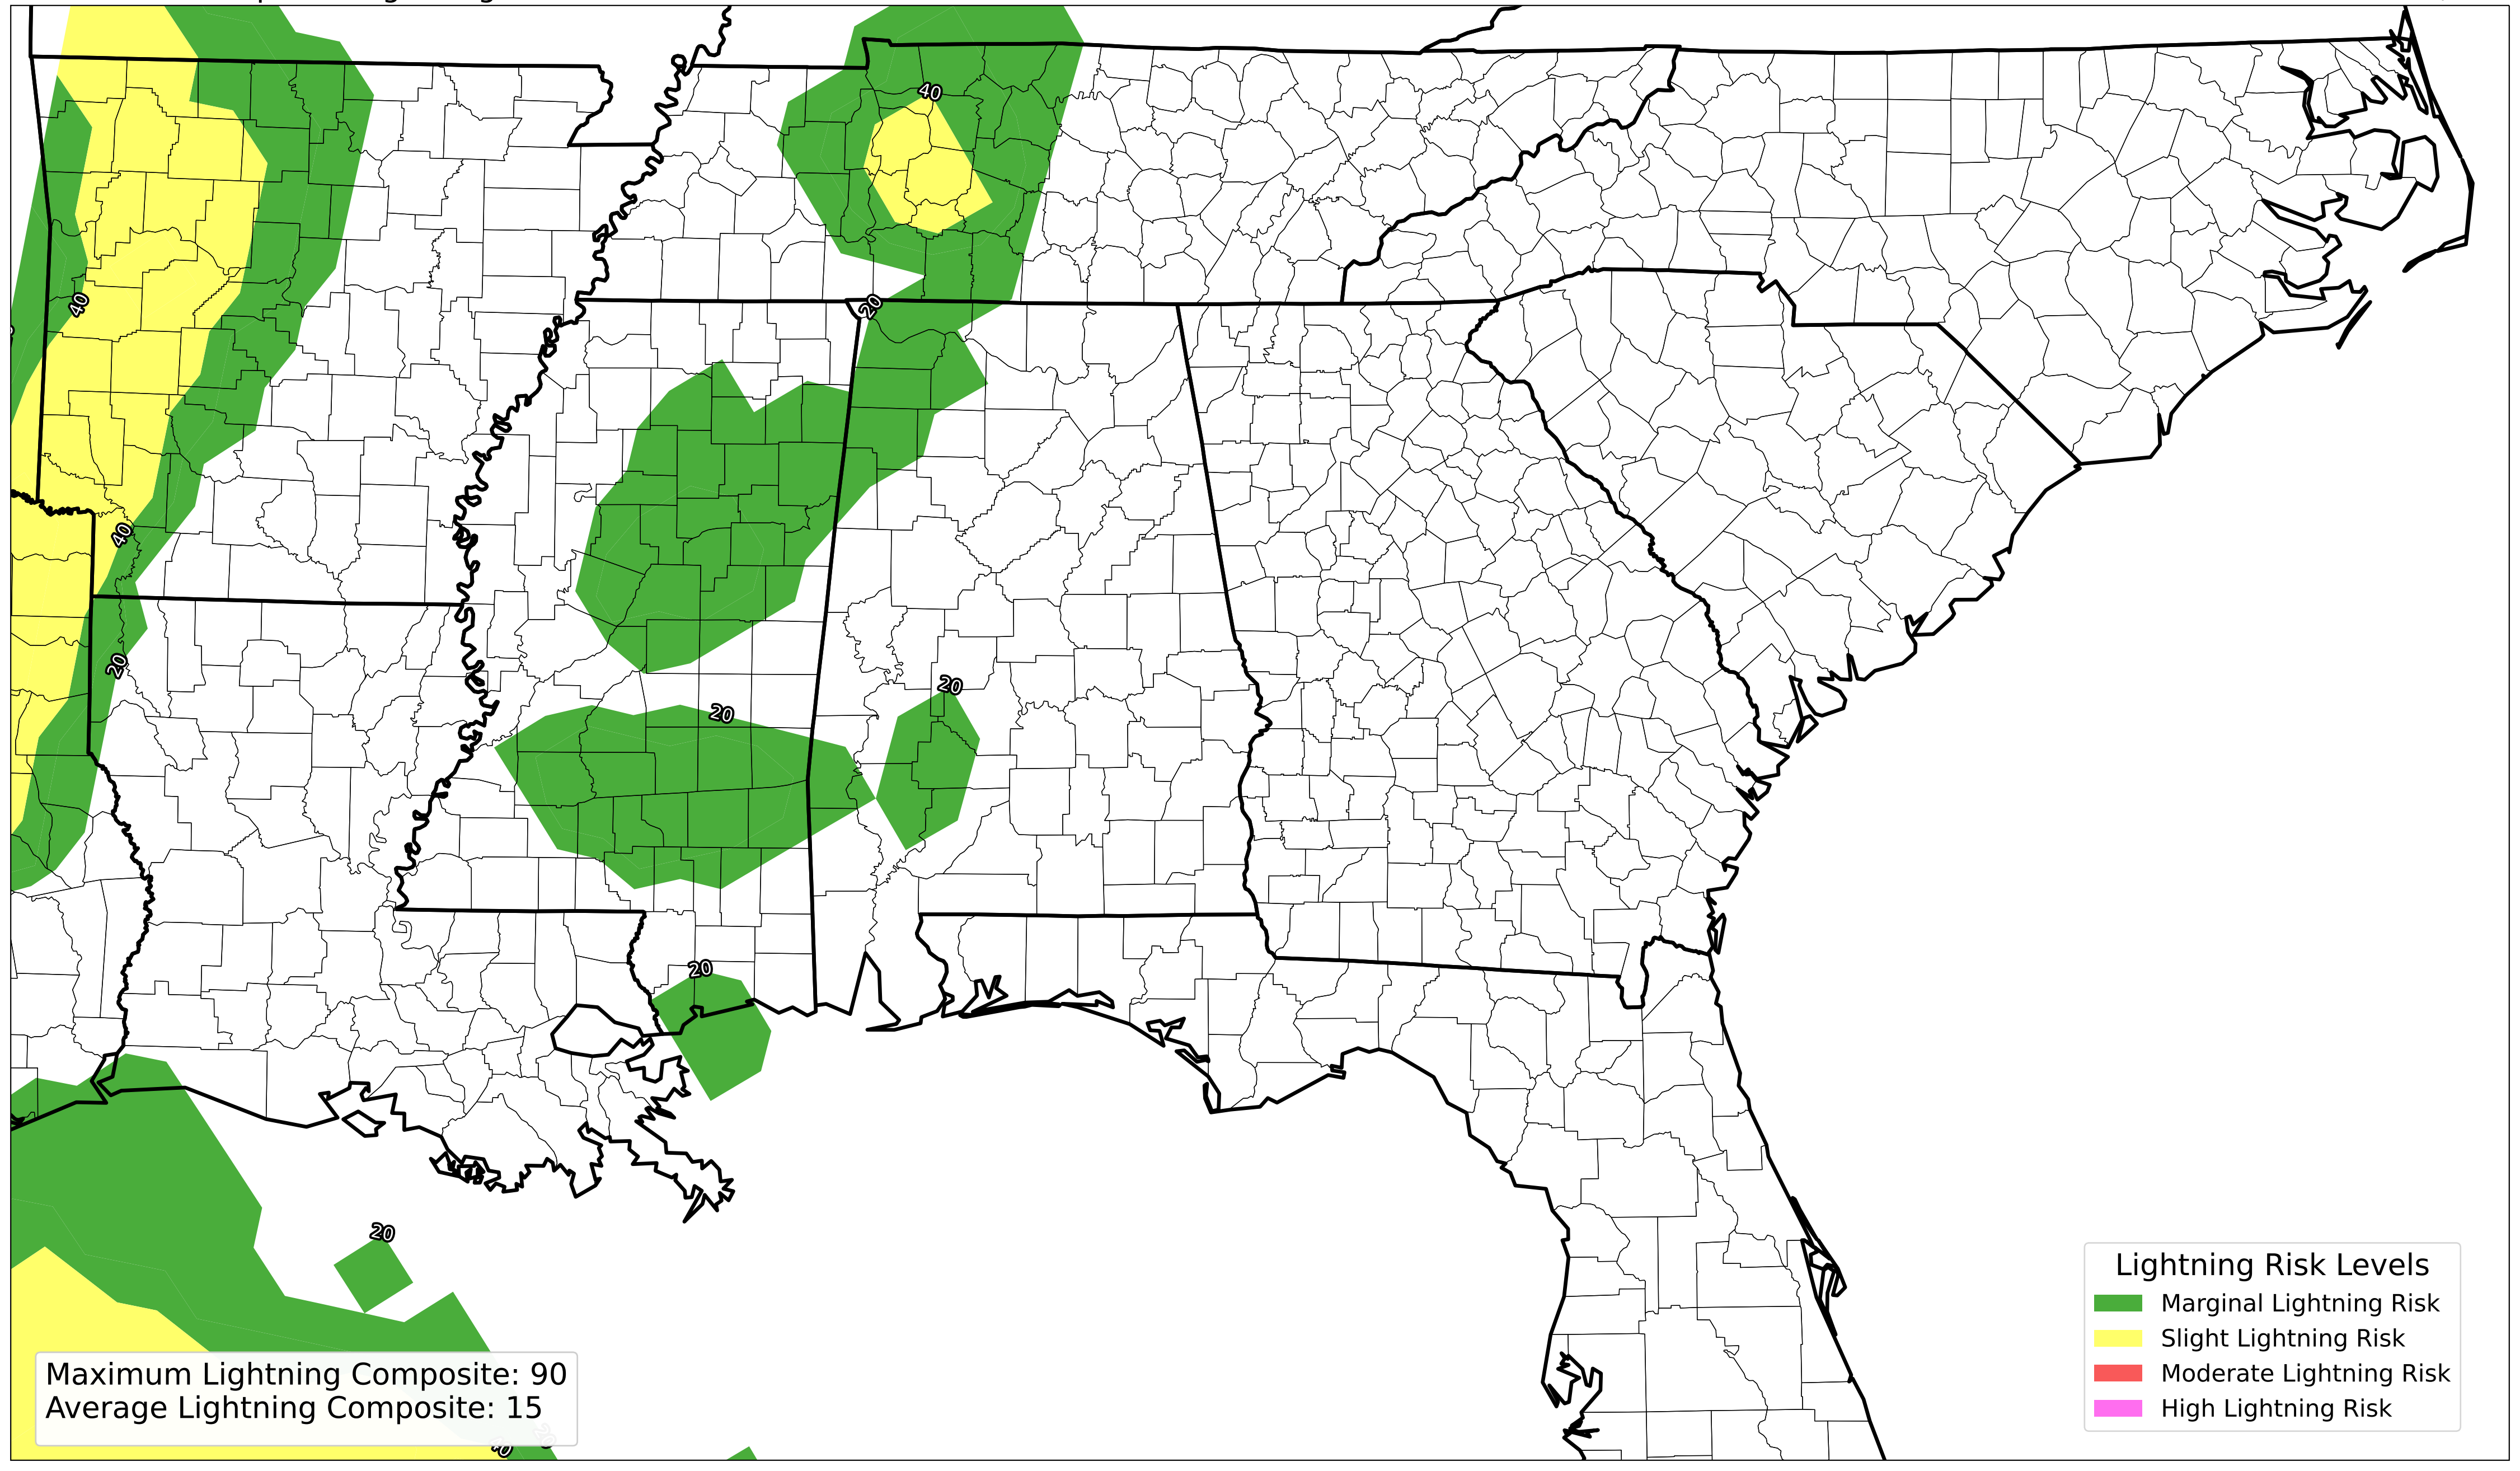 40
20
40
40
20
20
20
20
20
Lightning Risk Levels
Marginal Lightning Risk
Slight Lightning Risk
Moderate Lightning Risk
High Lightning Risk
Maximum Lightning Composite: 90
Average Lightning Composite: 15